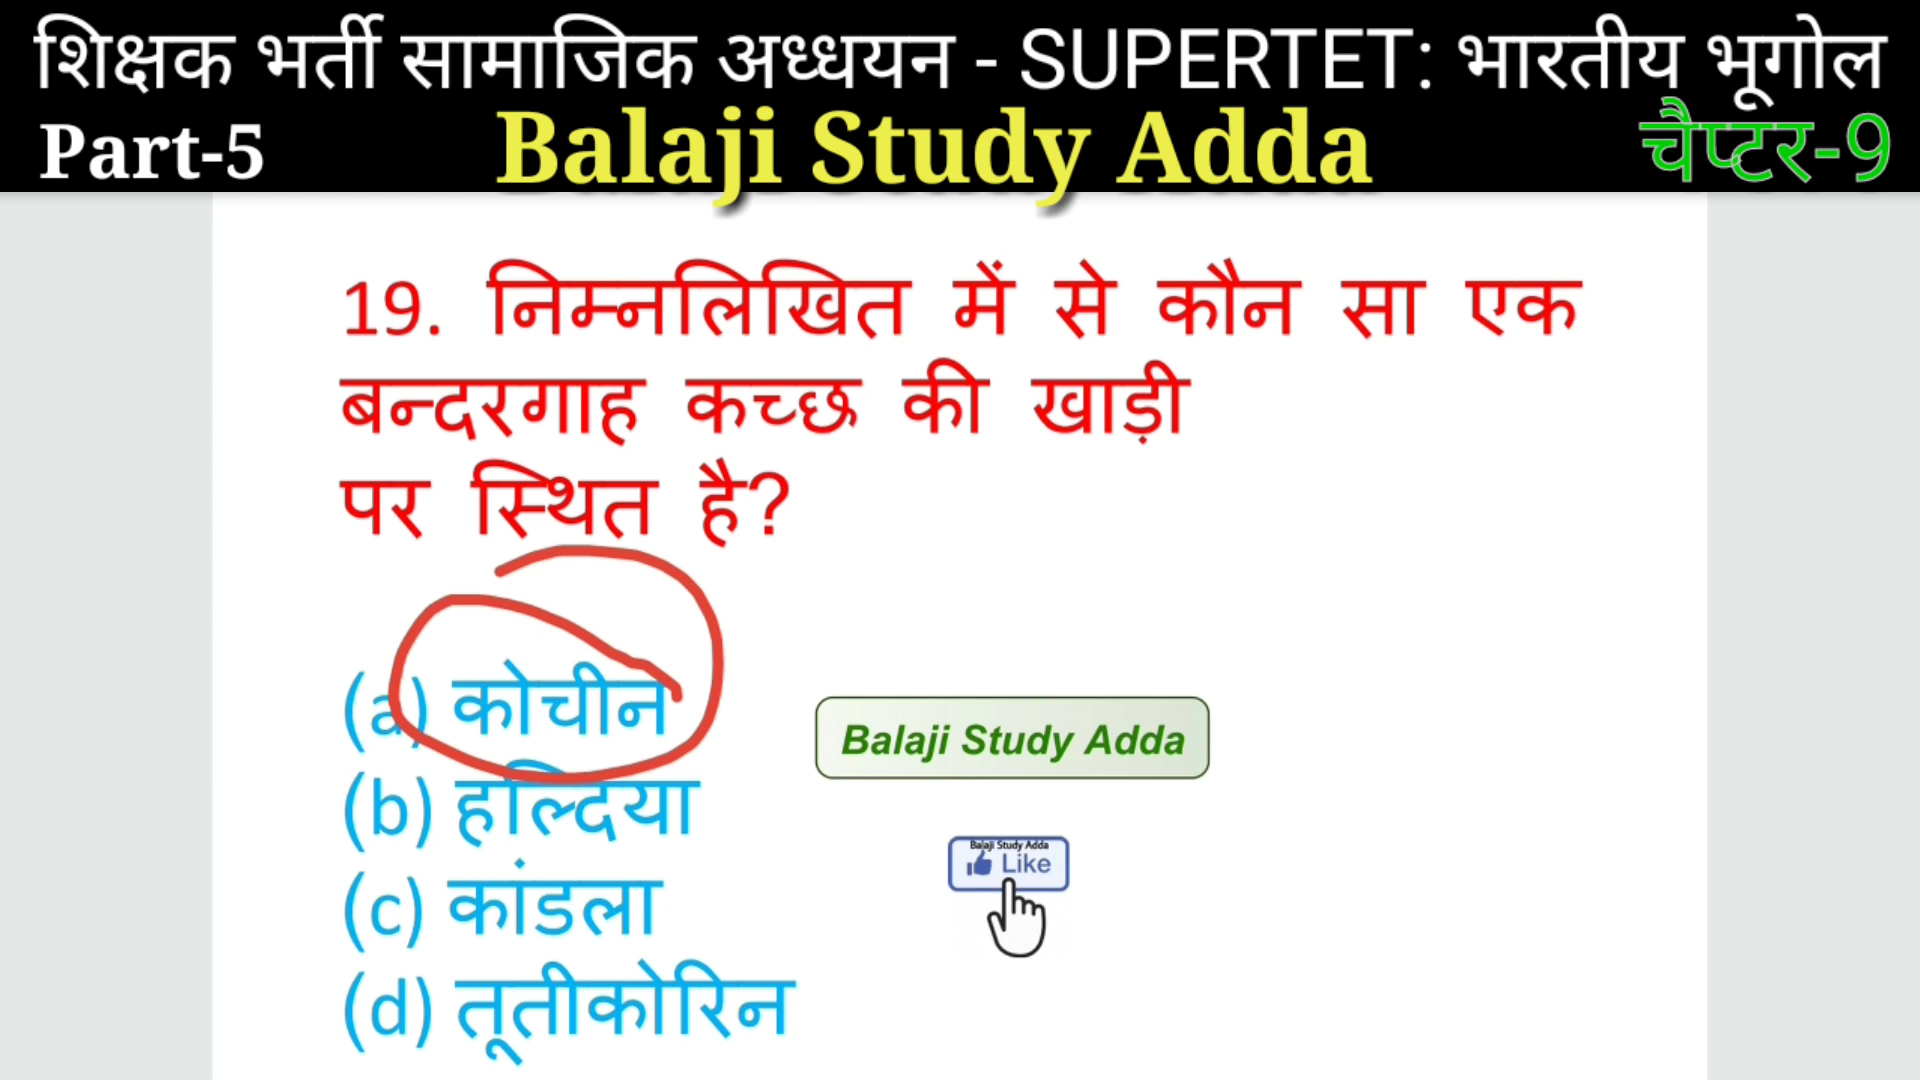 शिक्षक भर्ती सामाजिक अध्धयन - SUPERTET: भारतीय भूगोल
Part-5 Balaji Study Adda चैप्टर-9
19. निम्नलिखित में से कौन सा एक
बन्दरगाह कच्छ की खाड़ी
पर स्थित है?
(a) कोचीन
(b) हल्दिया
(c) कांडला
(d) तूतीकोरिन
Balaji Study Adda
Balaji Study Adda
Like